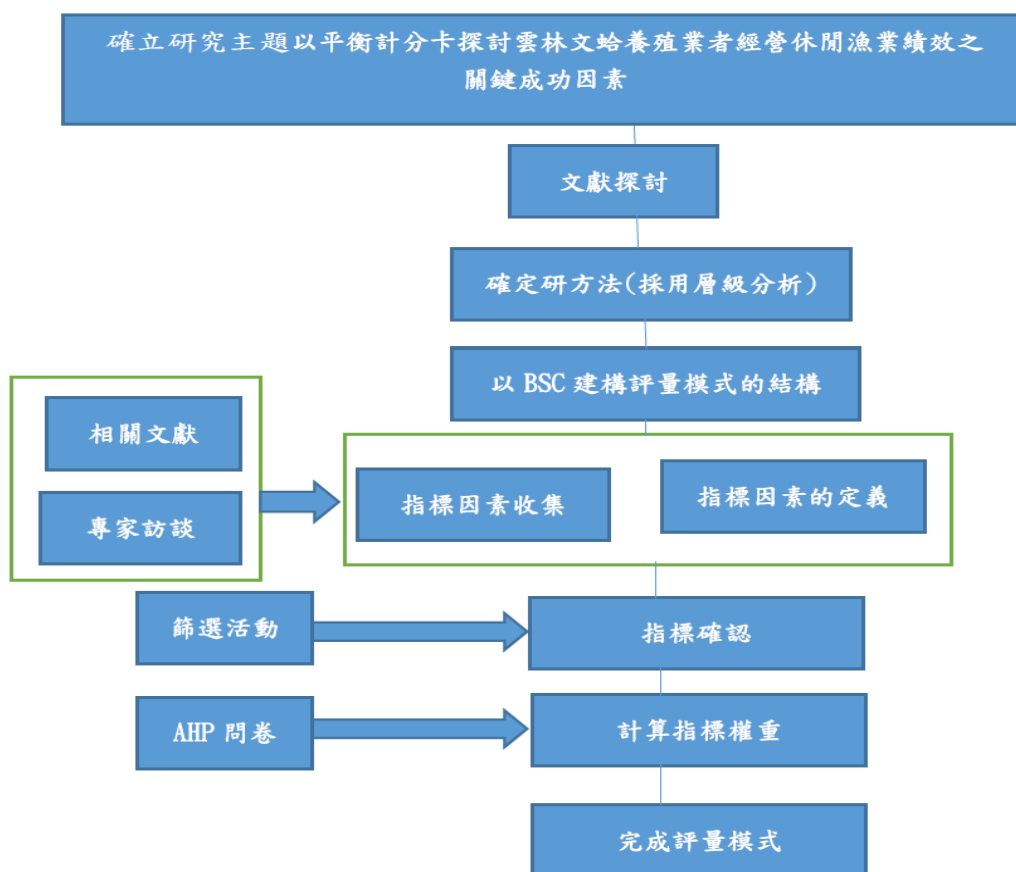 確立研究主題以平衡計分卡探討雲林文蛤養殖業者經營休閒漁業績效之
關鍵成功因素
文獻探討
確定研方法(採用層級分析)
以 BSC 建構評量模式的結構
相關文獻
專家訪談
指標因素收集
指標因素的定義
篩選活動
指標確認
AHP 問卷
計算指標權重
完成評量模式